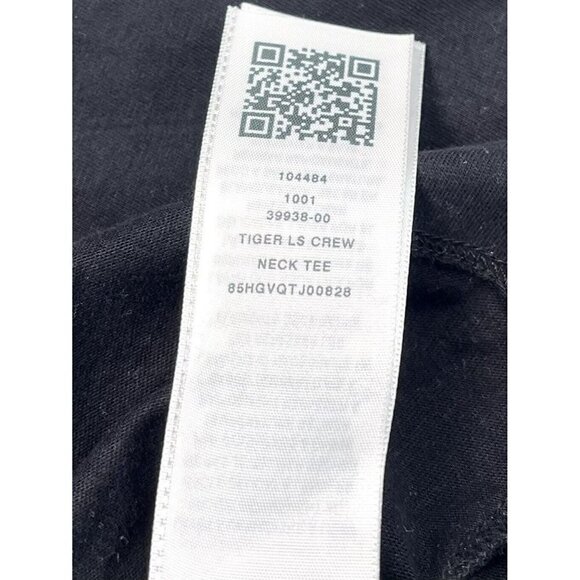 104484
1001
39938-00
TIGER LS CREW
NECK TEE
85HGVQTJ00828